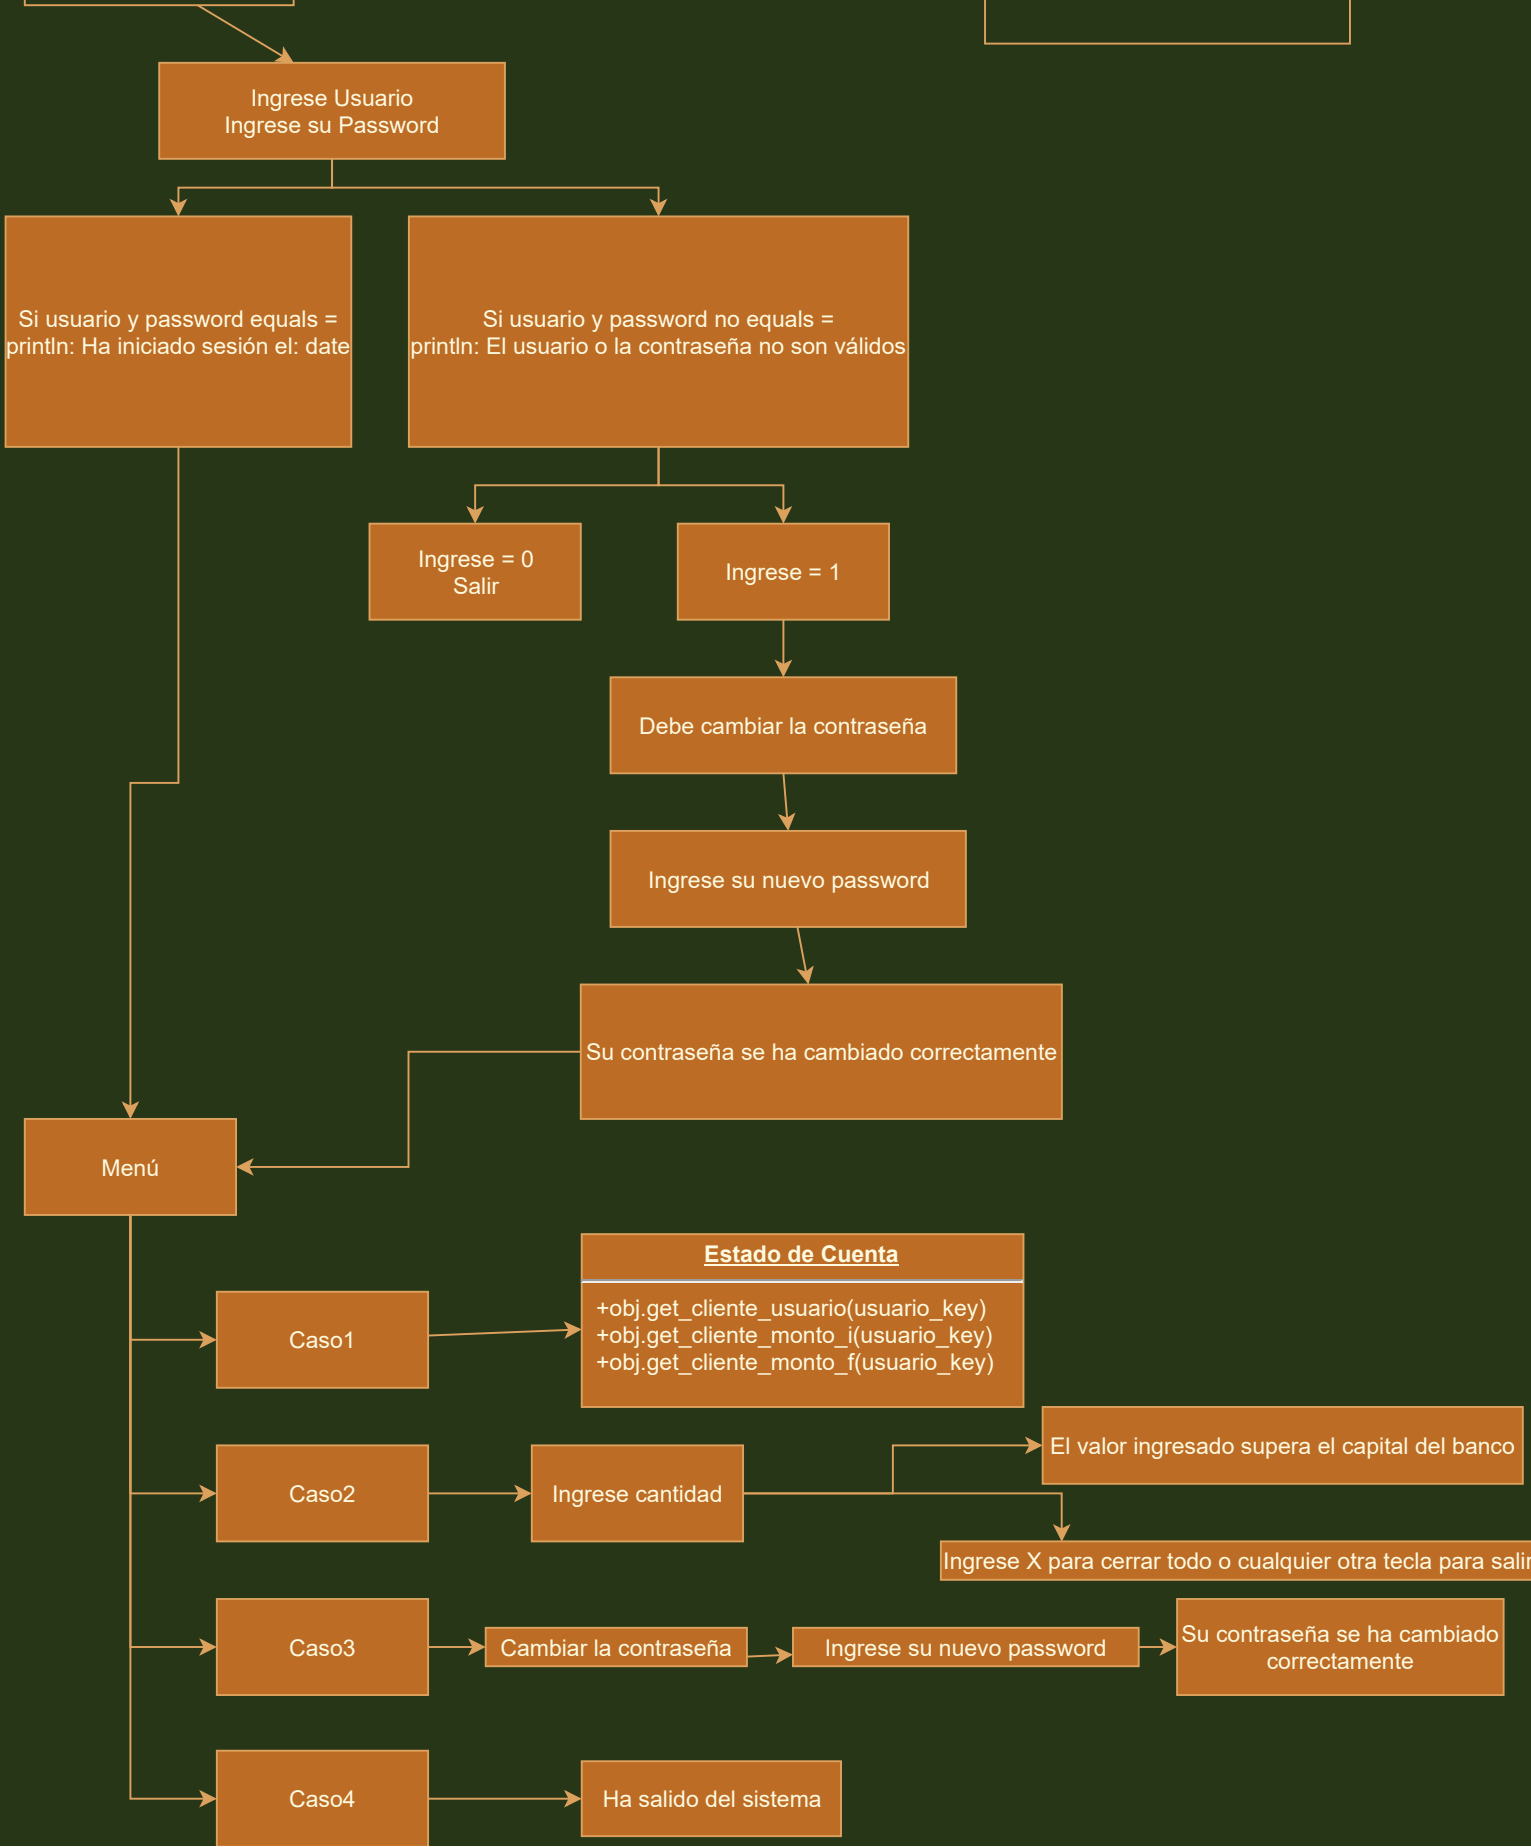 Ingrese Usuario
Ingrese su Password
Si usuario y password equals =
println: Ha iniciado sesión el: date
Si usuario y password no equals =
println: El usuario o la contraseña no son válidos
Ingrese = 0
Salir
Ingrese = 1
Debe cambiar la contraseña
Ingrese su nuevo password
Su contraseña se ha cambiado correctamente
Menú
Estado de Cuenta
+obj.get_cliente_usuario(usuario_key)
+obj.get_cliente_monto_i(usuario_key)
+obj.get_cliente_monto_f(usuario_key)
Caso1
El valor ingresado supera el capital del banco
Caso2
Ingrese cantidad
Ingrese X para cerrar todo o cualquier otra tecla para salir
Caso3
Cambiar la contraseña
Ingrese su nuevo password
Su contraseña se ha cambiado
correctamente
Caso4
Ha salido del sistema